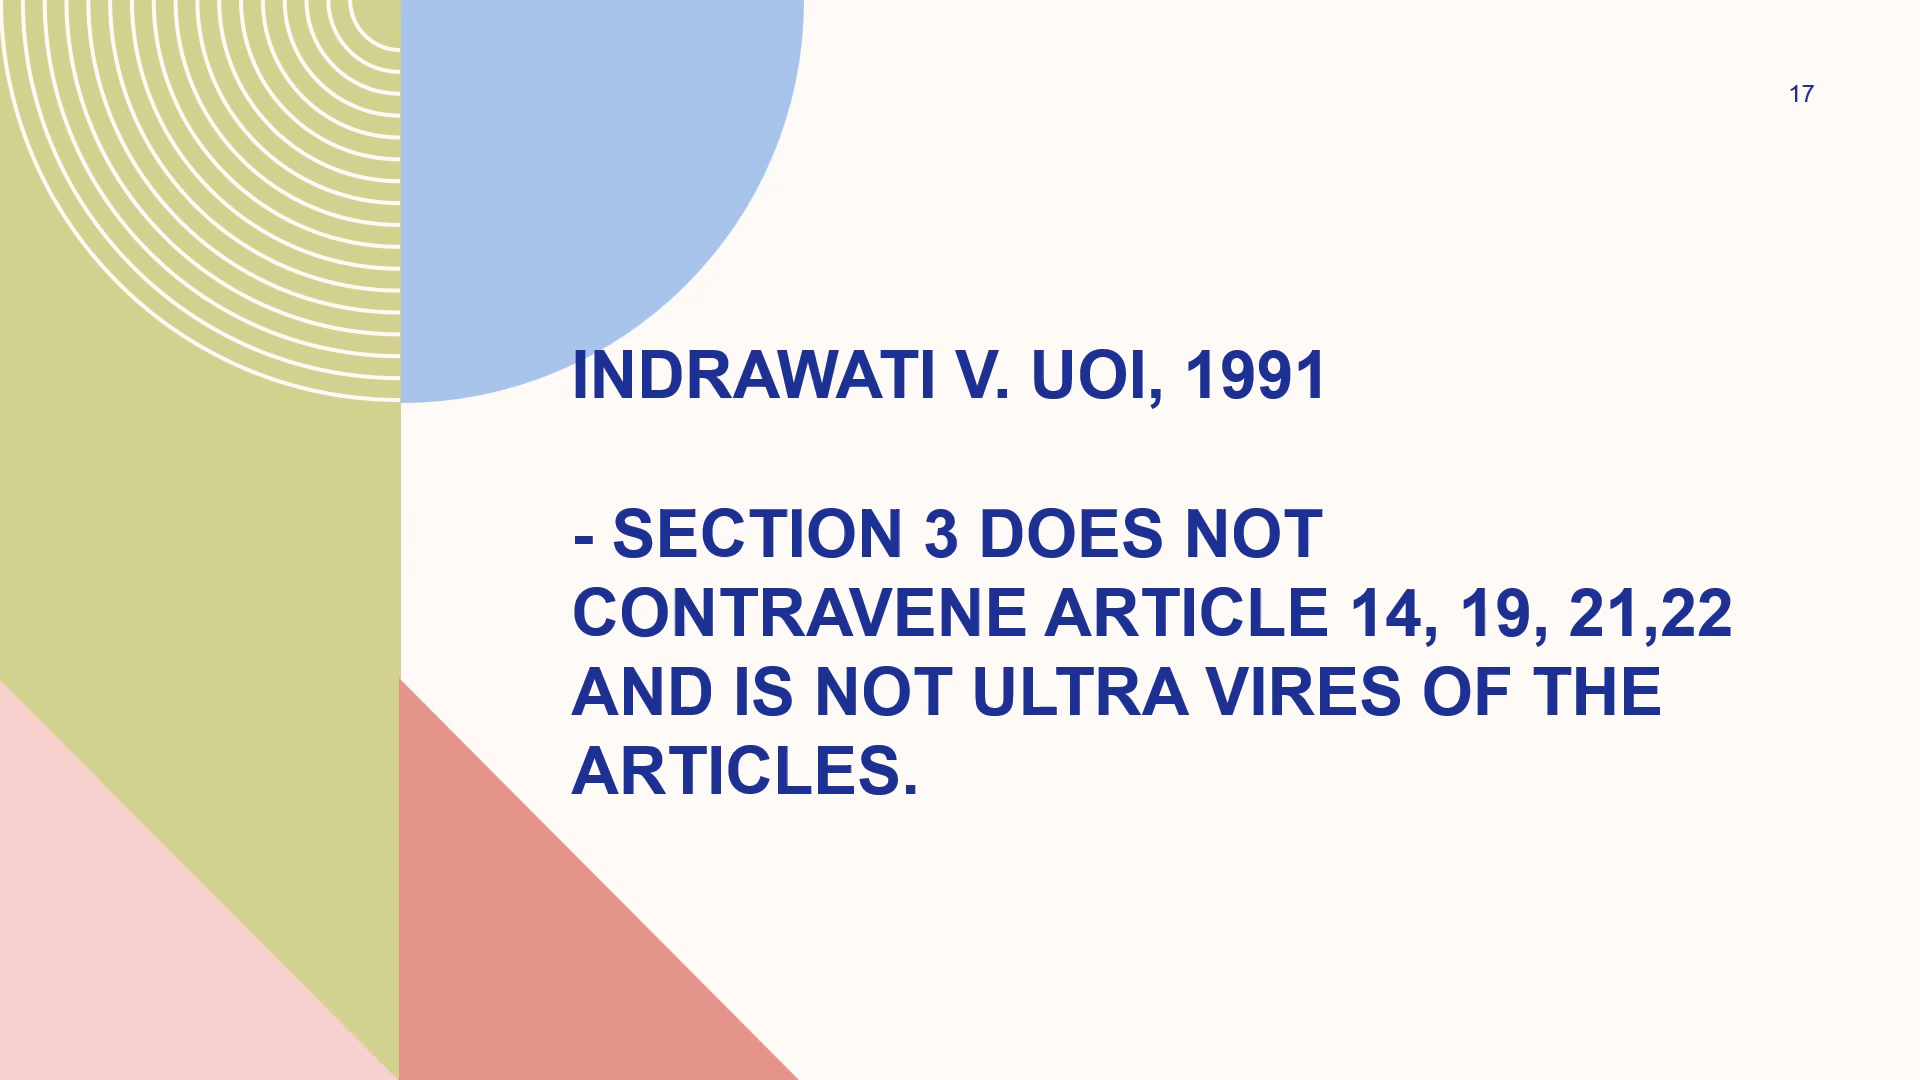 17
INDRAWATI V. UOI, 1991
- SECTION 3 DOES NOT
CONTRAVENE ARTICLE 14, 19, 21,22
AND IS NOT ULTRA VIRES OF THE
ARTICLES.